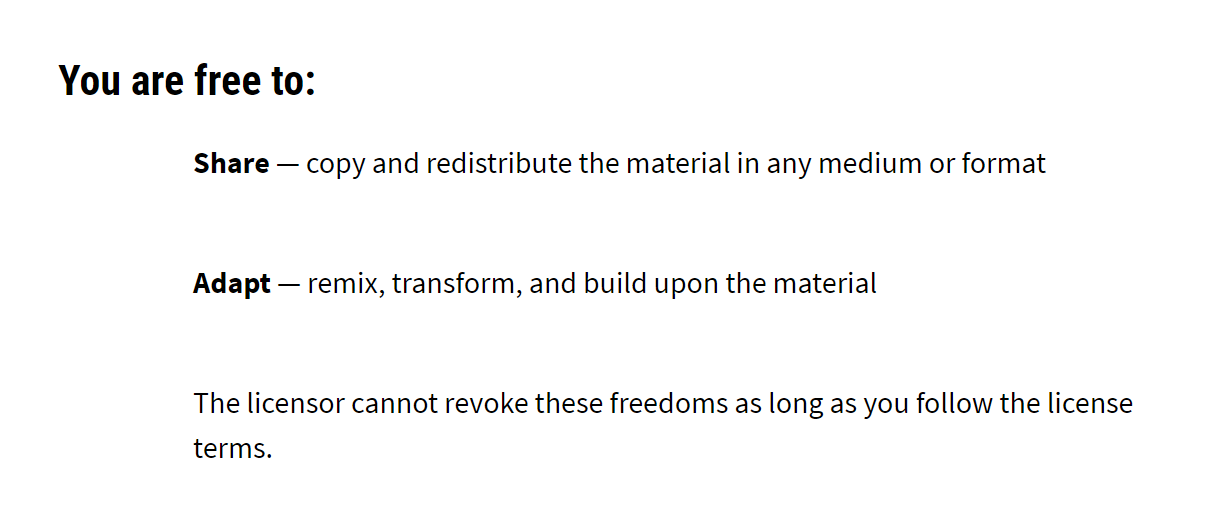 You are free to:
Share — copy and redistribute the material in any medium or format
Adapt — remix, transform, and build upon the material
The licensor cannot revoke these freedoms as long as you follow the license
terms.